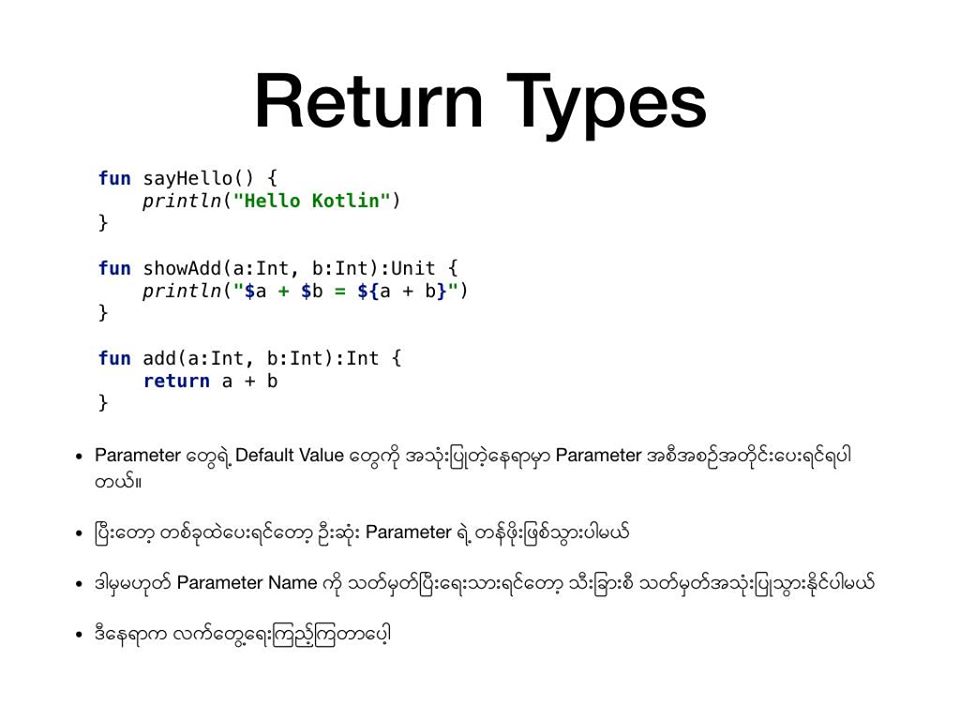 Return Types
fun sayHello() {
    println("Hello Kotlin")
}
fun showAdd(a:Int, b:Int):Unit {
    println("$a + $b = ${a + b}")
}
fun add(a:Int, b:Int):Int {
    return a + b
}
• Parameter တွေရဲ့ Default Value တွေကို အသုံးပြုတဲ့နေရာမှာ Parameter အစီအစဉ်အတိုင်းပေးရင်ရပါ
တယ်။
• ပြီးတော့ တစ်ခုထဲပေးရင်တော့ ဦးဆုံး Parameter ရဲ့ တန်ဖိုးဖြစ်သွားပါမယ်
• ဒါမှမဟုတ် Parameter Name ကို သတ်မှတ်ပြီးရေးသားရင်တော့ သီးခြားစီ သတ်မှတ်အသုံးပြုသွားနိုင်ပါမယ်
• ဒီနေရာက လက်တွေ့ရေးကြည့်ကြတာပေါ့